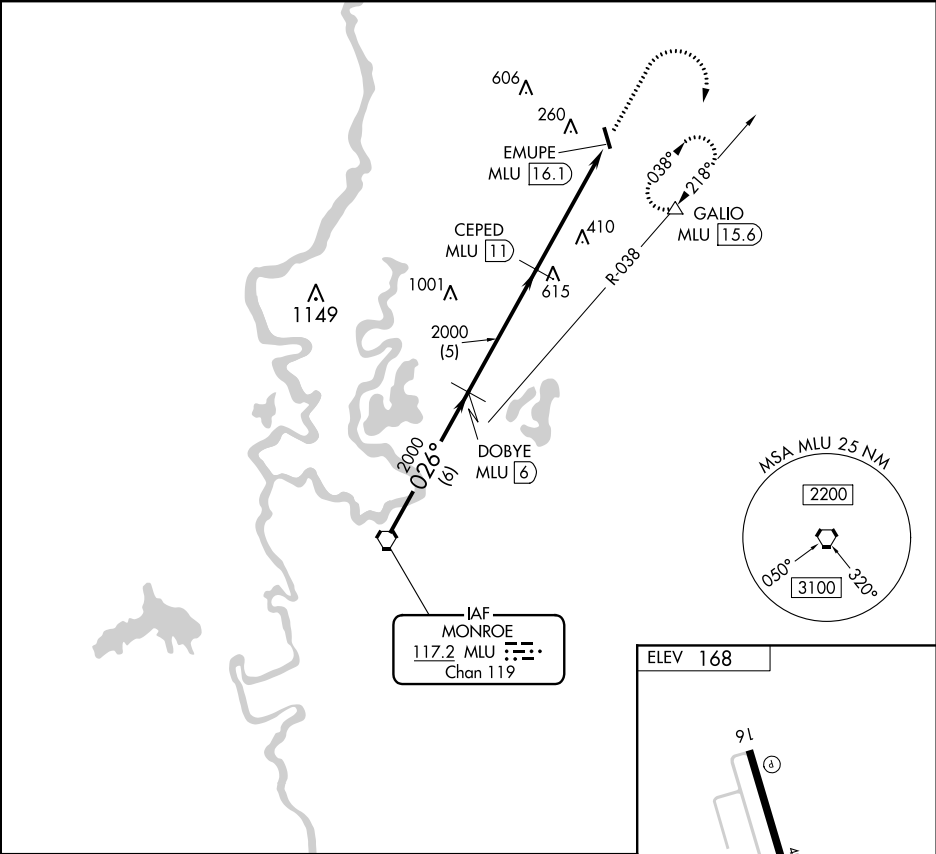 606
260
EMUPE
MLU 16.1
038°
218°
GALIO
MLU 15.6
CEPED
MLU 11
410
R-038
615
1001
1149
2000
(5)
2000
026°
(6)
DOBYE
MLU 6
MSA MLU 25 NM
2200
050°
320°
3100
IAF
MONROE
117.2 MLU
Chan 119
ELEV 168
16
P
A